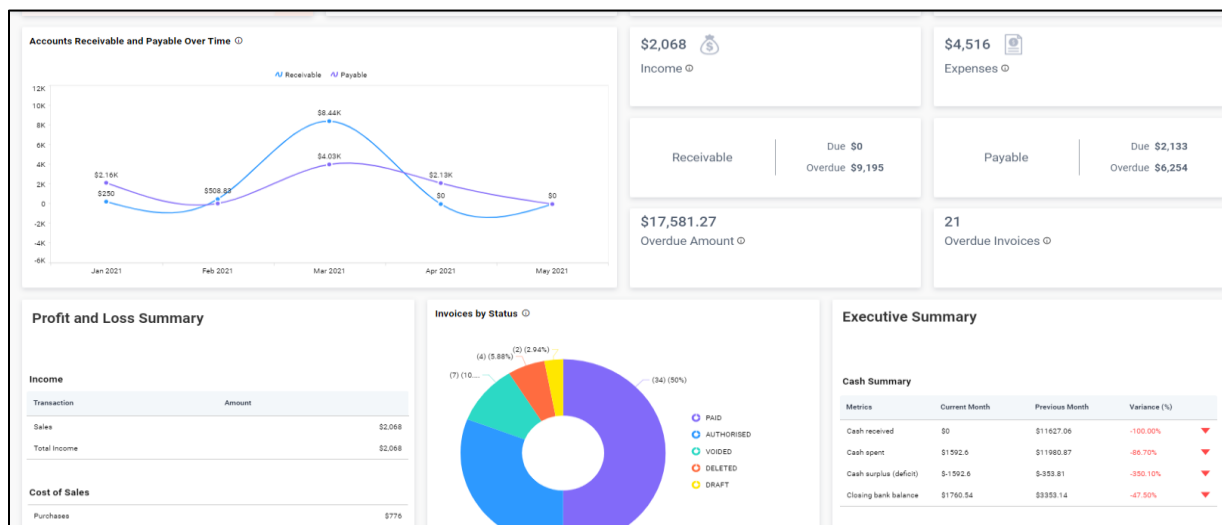 Accounts Receivable and Payable Over Time
Receivable Payable
12K
10K
8K
6K
4K
2K
0
-2K
-4K
-6K
$2.16K
$250
$508.83
$8.44K
$4.03K
$2.13K
$0
$0
Jan 2021 Feb 2021 Mar 2021 Apr 2021 May 2021
$2,068
Income
$4,516
Expenses
Receivable
Due $0
Overdue $9,195
Payable
Due $2,133
Overdue $6,254
$17,581.27
Overdue Amount
21
Overdue Invoices
Profit and Loss Summary
Income
Transaction Amount
Sales $2,068
Total Income $2,068
Cost of Sales
Purchases $776
Invoices by Status
(2) (2.94%)
(4) (5.88%)
(7) (10....
(34) (50%)
PAID
AUTHORISED
VOIDED
DELETED
DRAFT
Executive Summary
Cash Summary
Metrics Current Month Previous Month Variance (%)
Cash received $0 $11627.06 -100.00%
Cash spent $1592.6 $11980.87 -86.70%
Cash surplus (deficit) $-1592.6 $-353.81 -350.10%
Closing bank balance $1760.54 $3353.14 -47.50%